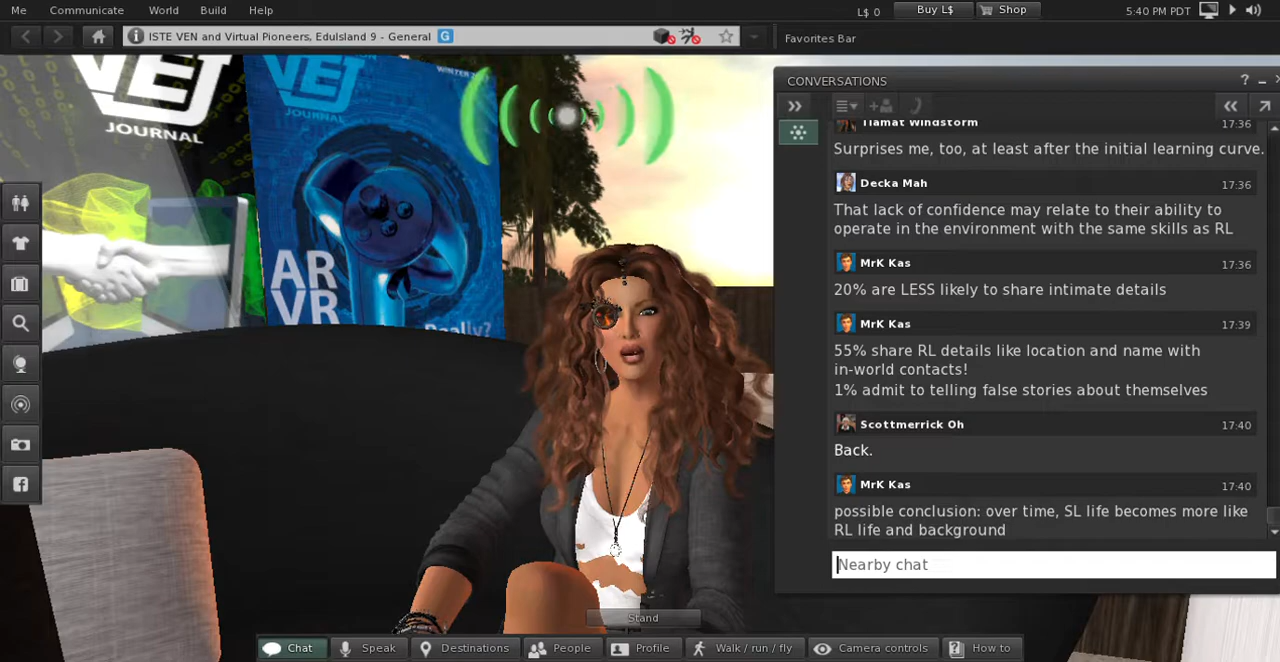 Me Communicate World Build Help
L$ 0 Buy L$ Shop 5:40 PM PDT
ISTE VEN and Virtual Pioneers, EduIsland 9 - General G
Favorites Bar
CONVERSATIONS
?
VEJ
JOURNAL
VEJ
JOURNAL
WINTER
AR
VR
Really?
Tiamat Windstorm 17:36
Surprises me, too, at least after the initial learning curve.
Decka Mah 17:36
That lack of confidence may relate to their ability to
operate in the environment with the same skills as RL
MrK Kas 17:36
20% are LESS likely to share intimate details
MrK Kas 17:39
55% share RL details like location and name with
in-world contacts!
1% admit to telling false stories about themselves
Scottmerrick Oh 17:40
Back.
MrK Kas 17:40
possible conclusion: over time, SL life becomes more like
RL life and background
Nearby chat
Stand
Chat Speak Destinations People Profile Walk / run / fly Camera controls How to